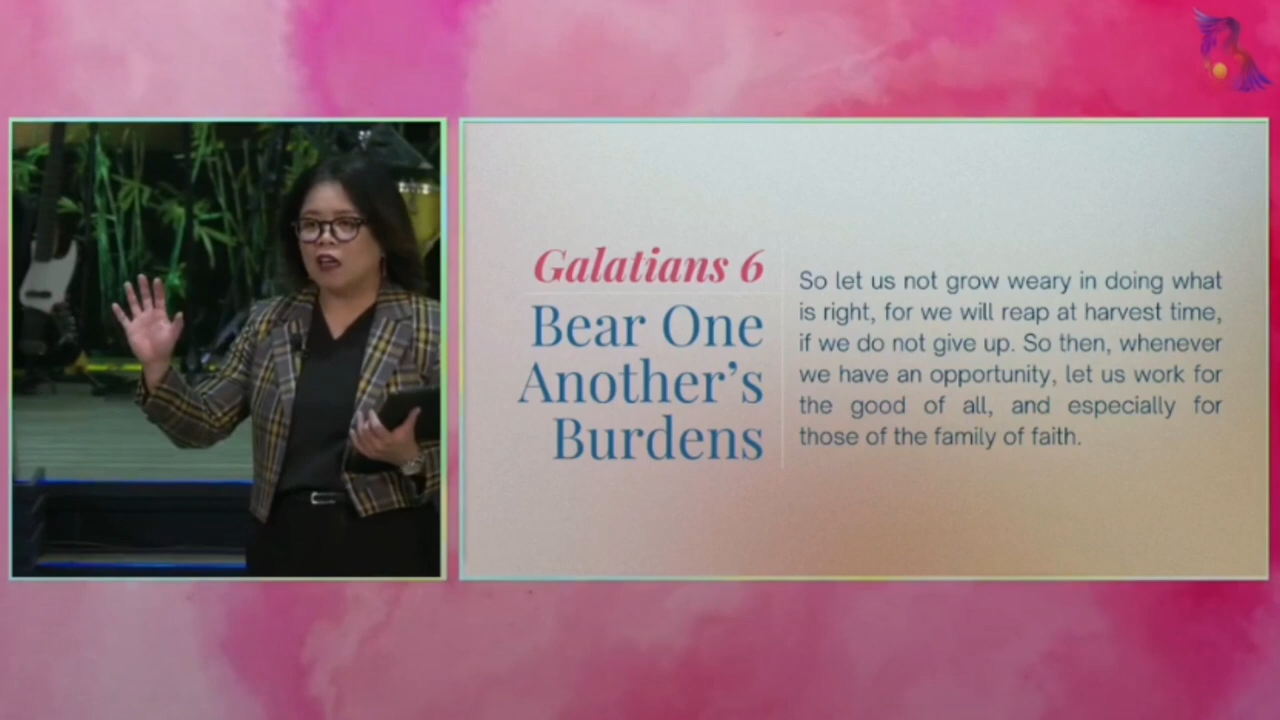 Galatians 6
Bear One
Another's
Burdens
So let us not grow weary in doing what
is right, for we will reap at harvest time,
if we do not give up. So then, whenever
we have an opportunity, let us work for
the good of all, and especially for
those of the family of faith.